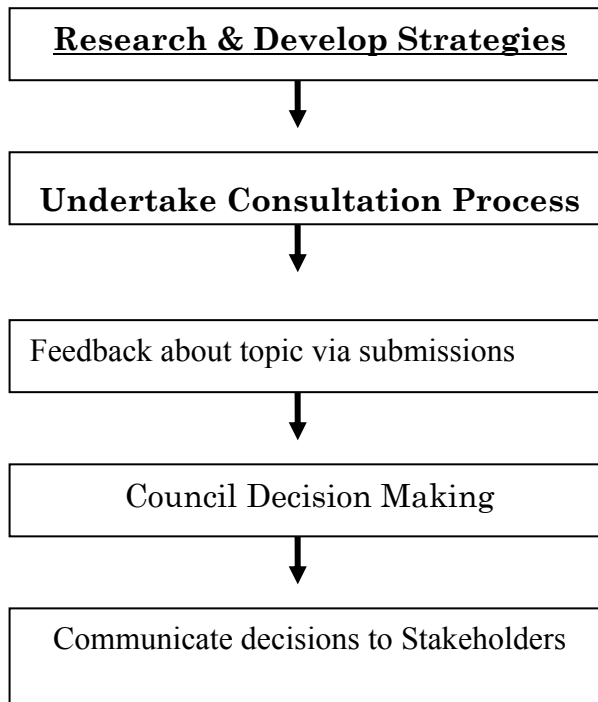 Research & Develop Strategies
Undertake Consultation Process
Feedback about topic via submissions
Council Decision Making
Communicate decisions to Stakeholders